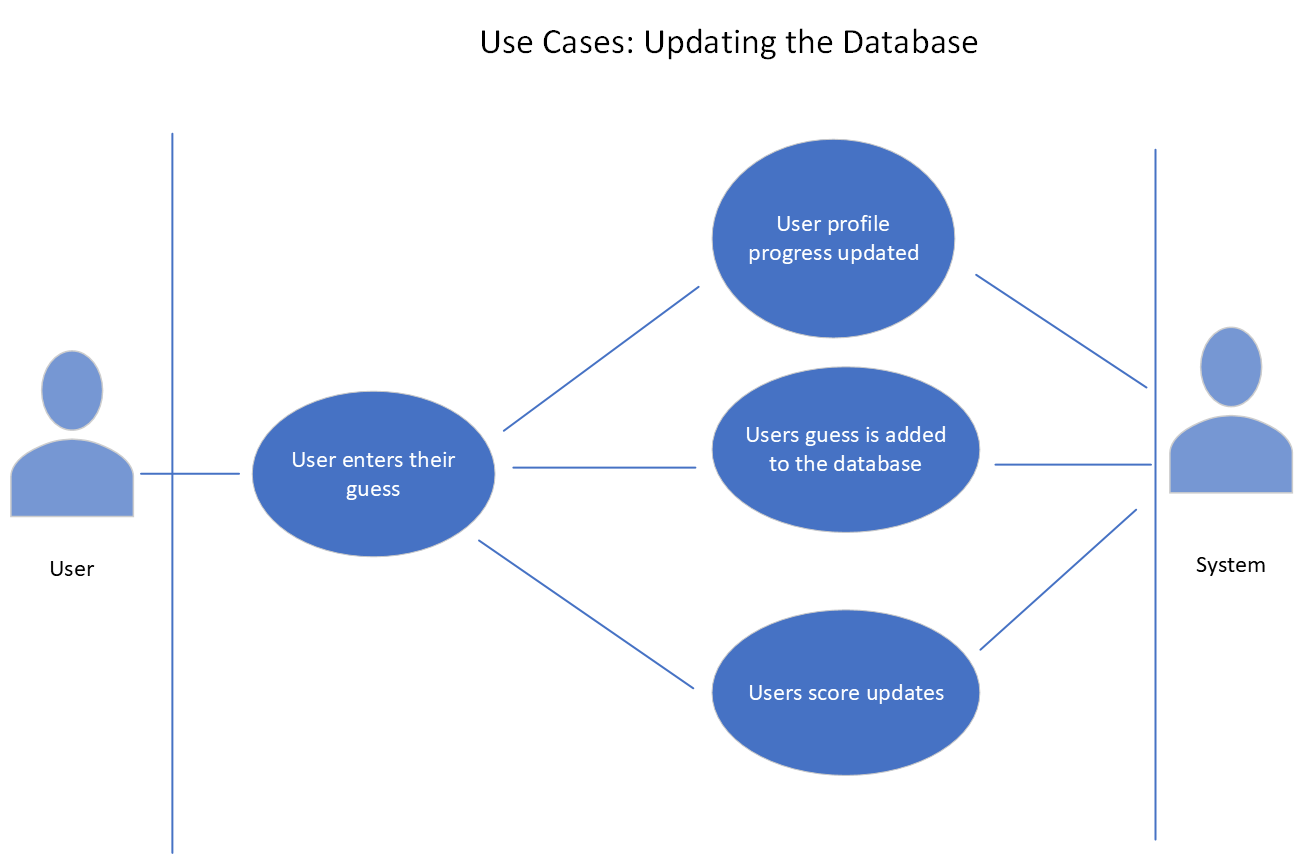 Use Cases: Updating the Database
User profile
progress updated
Users guess is added
to the database
User enters their
guess
User
System
Users score updates